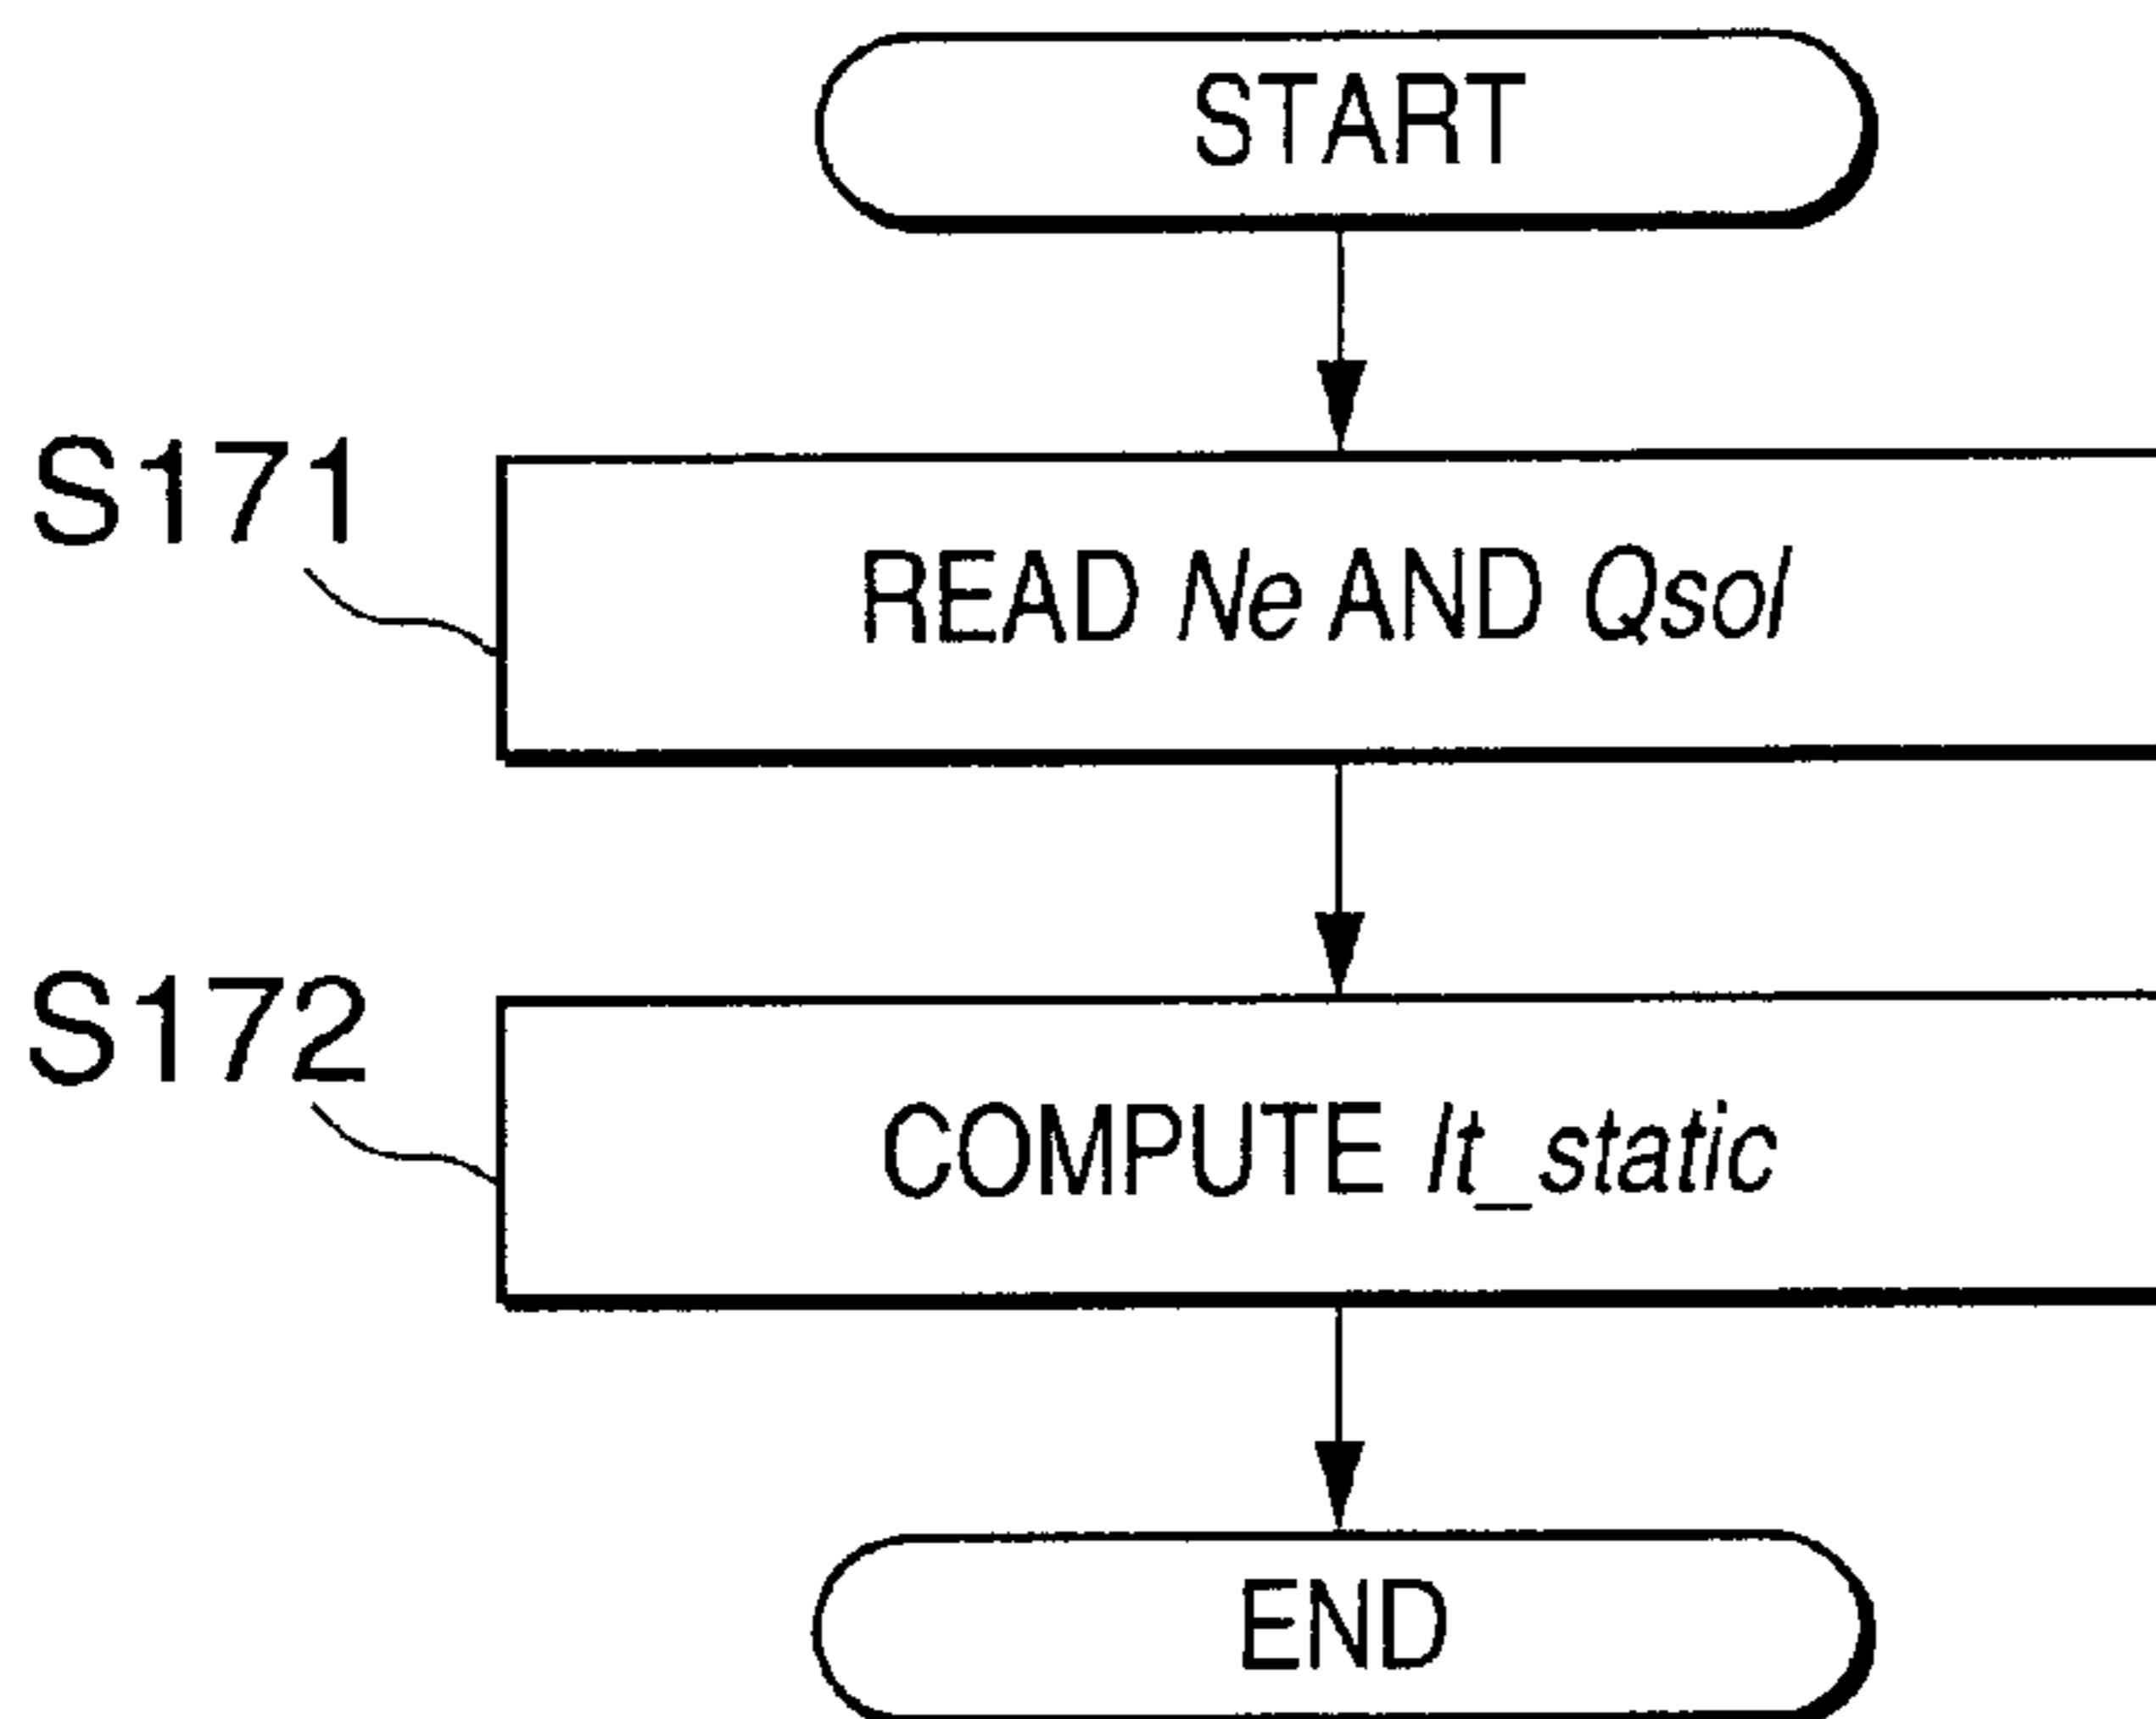 START
S171
READ Ne AND Qsol
S172
COMPUTE It_static
END